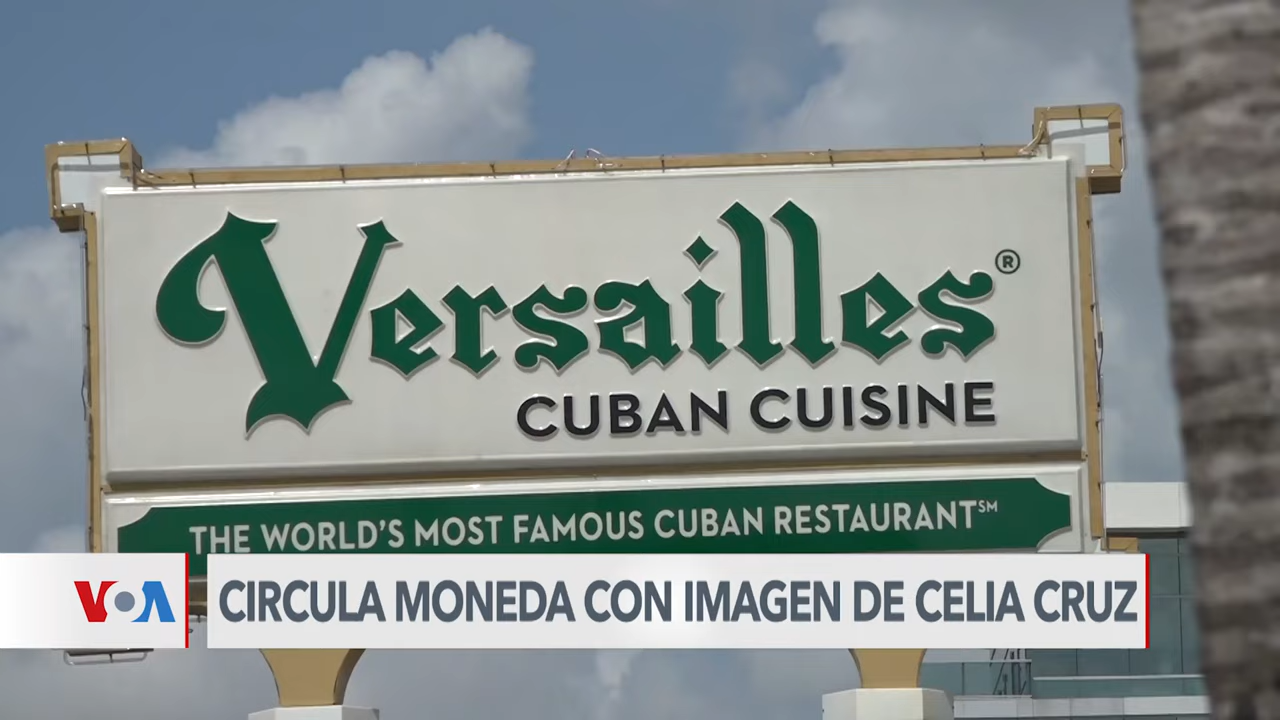 Versailles®
CUBAN CUISINE
THE WORLD'S MOST FAMOUS CUBAN RESTAURANT℠
VOA
CIRCULA MONEDA CON IMAGEN DE CELIA CRUZ